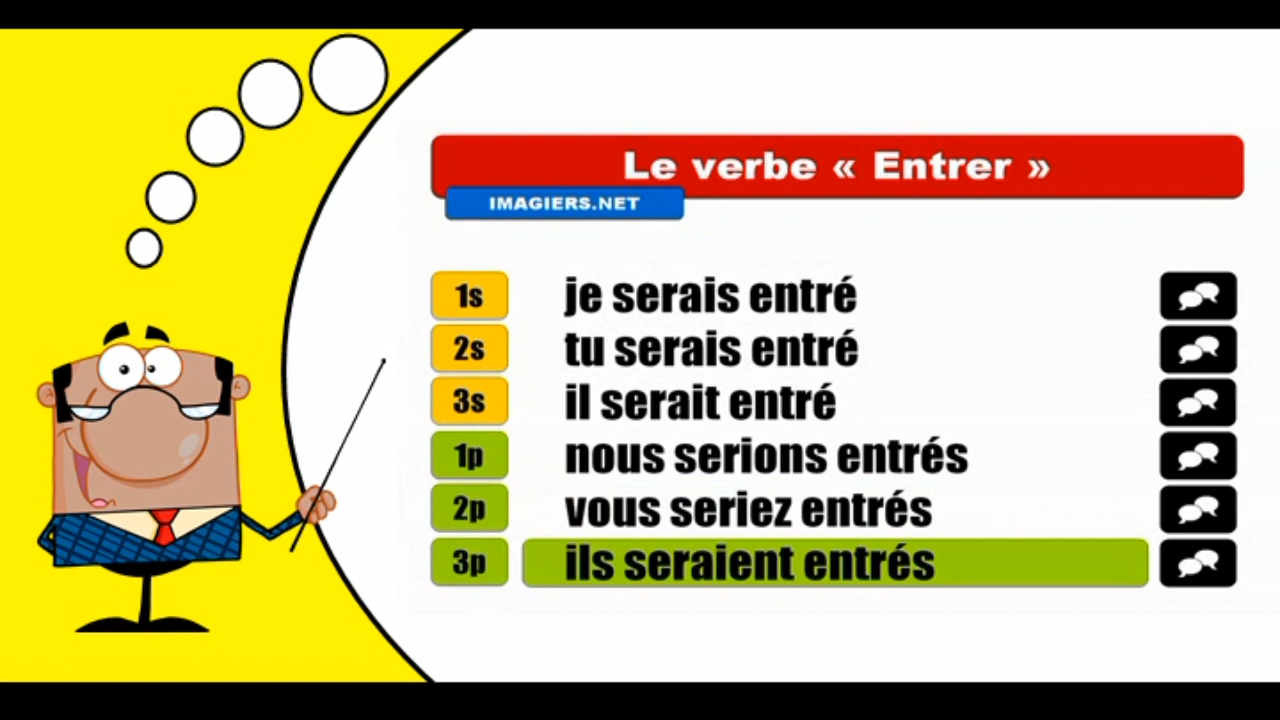 Le verbe « Entrer »
IMAGIERS.NET
1s je serais entré
2s tu serais entré
3s il serait entré
1p nous serions entrés
2p vous seriez entrés
3p ils seraient entrés